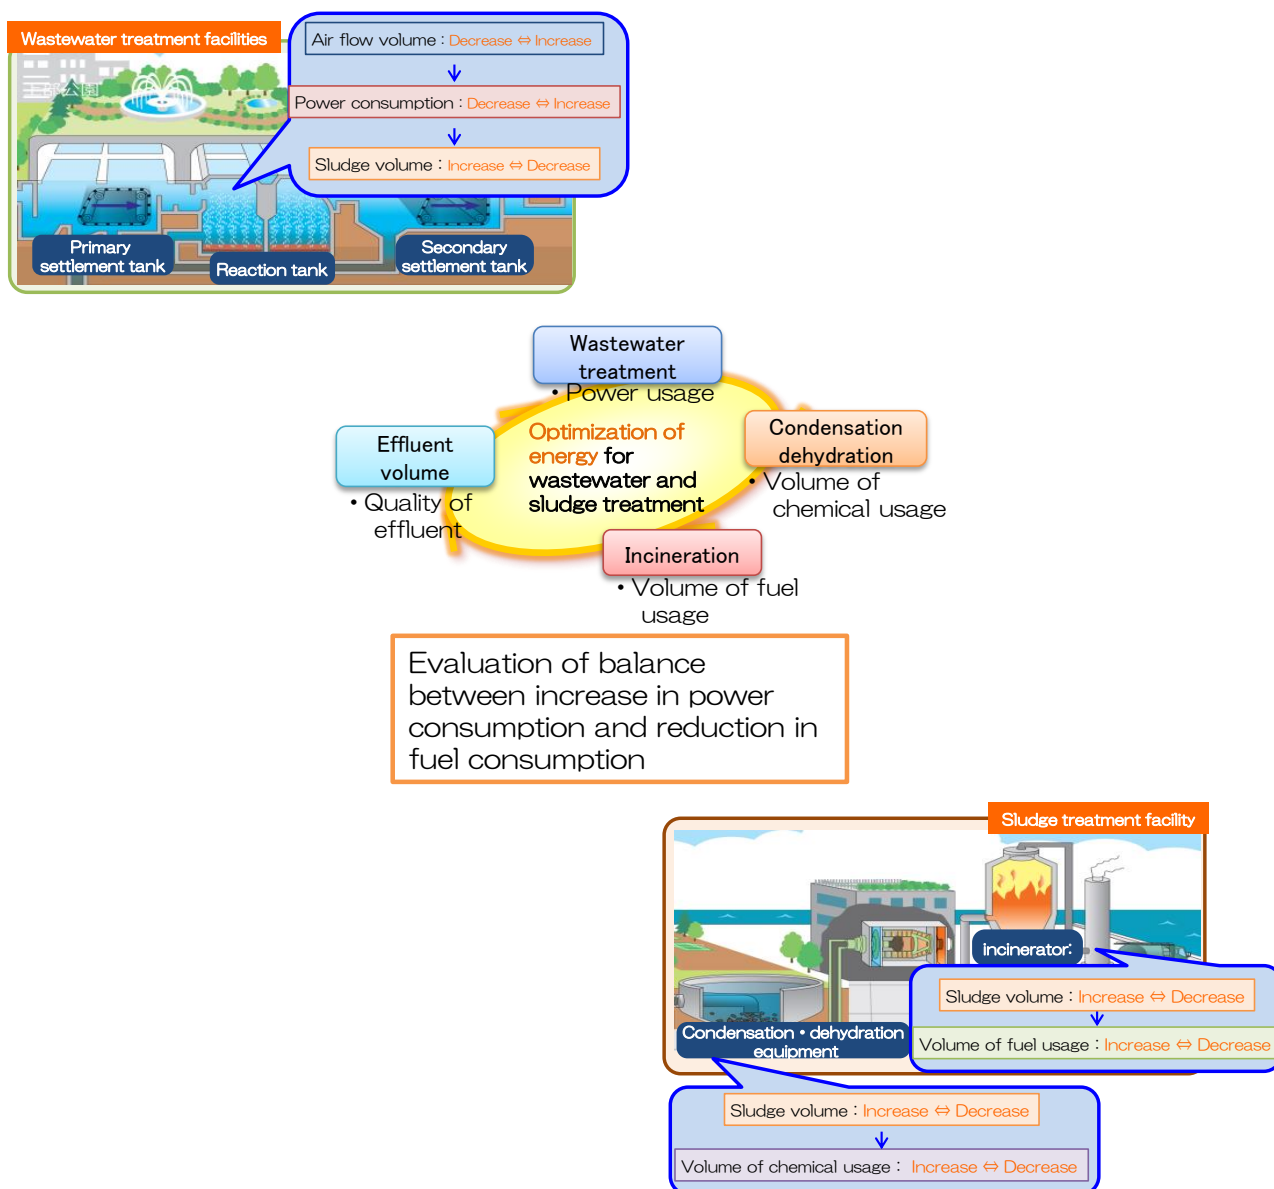 Wastewater treatment facilities
Air flow volume : Decrease ⇔ Increase
Power consumption : Decrease ⇔ Increase
Sludge volume : Increase ⇔ Decrease
上部公園
Primary
settlement tank
Reaction tank
Secondary
settlement tank
Wastewater
treatment
• Power usage
Effluent
volume
• Quality of
effluent
Optimization of
energy for
wastewater and
sludge treatment
Condensation
dehydration
• Volume of
chemical usage
Incineration
• Volume of fuel
usage
Evaluation of balance
between increase in power
consumption and reduction in
fuel consumption
Sludge treatment facility
incinerator:
Sludge volume : Increase ⇔ Decrease
Volume of fuel usage : Increase ⇔ Decrease
Condensation・dehydration
equipment
Sludge volume : Increase ⇔ Decrease
Volume of chemical usage : Increase ⇔ Decrease